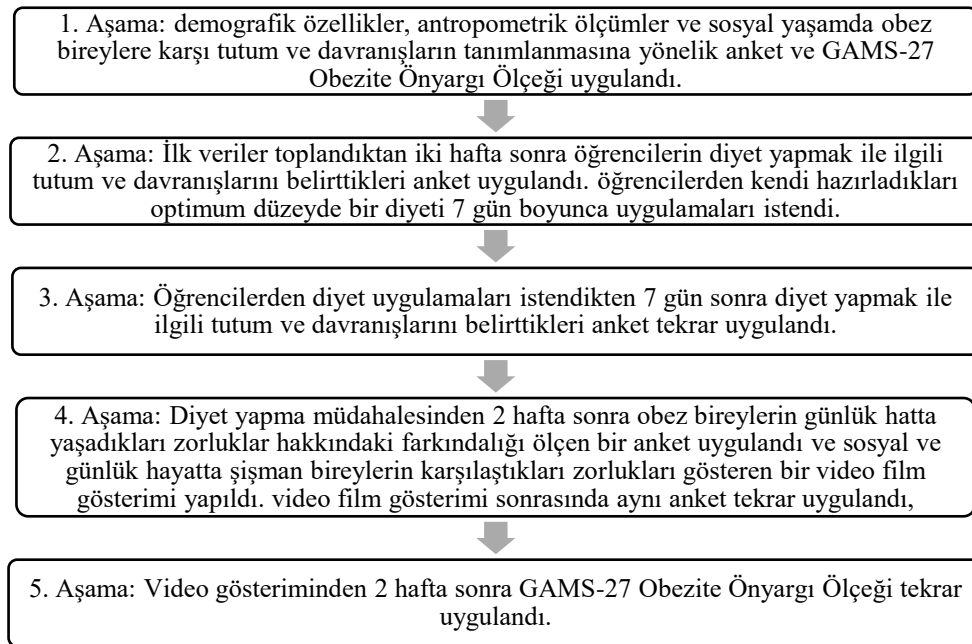 1. Aşama: demografik özellikler, antropometrik ölçümler ve sosyal yaşamda obez
bireylere karşı tutum ve davranışların tanımlanmasına yönelik anket ve GAMS-27
Obezite Önyargı Ölçeği uygulandı.
2. Aşama: İlk veriler toplandıktan iki hafta sonra öğrencilerin diyet yapmak ile ilgili
tutum ve davranışlarını belirttikleri anket uygulandı. öğrencilerden kendi hazırladıkları
optimum düzeyde bir diyeti 7 gün boyunca uygulamaları istendi.
3. Aşama: Öğrencilerden diyet uygulamaları istendikten 7 gün sonra diyet yapmak ile
ilgili tutum ve davranışlarını belirttikleri anket tekrar uygulandı.
4. Aşama: Diyet yapma müdahalesinden 2 hafta sonra obez bireylerin günlük hatta
yaşadıkları zorluklar hakkındaki farkındalığı ölçen bir anket uygulandı ve sosyal ve
günlük hayatta şişman bireylerin karşılaştıkları zorlukları gösteren bir video film
gösterimi yapıldı. video film gösterimi sonrasında aynı anket tekrar uygulandı,
5. Aşama: Video gösteriminden 2 hafta sonra GAMS-27 Obezite Önyargı Ölçeği tekrar
uygulandı.